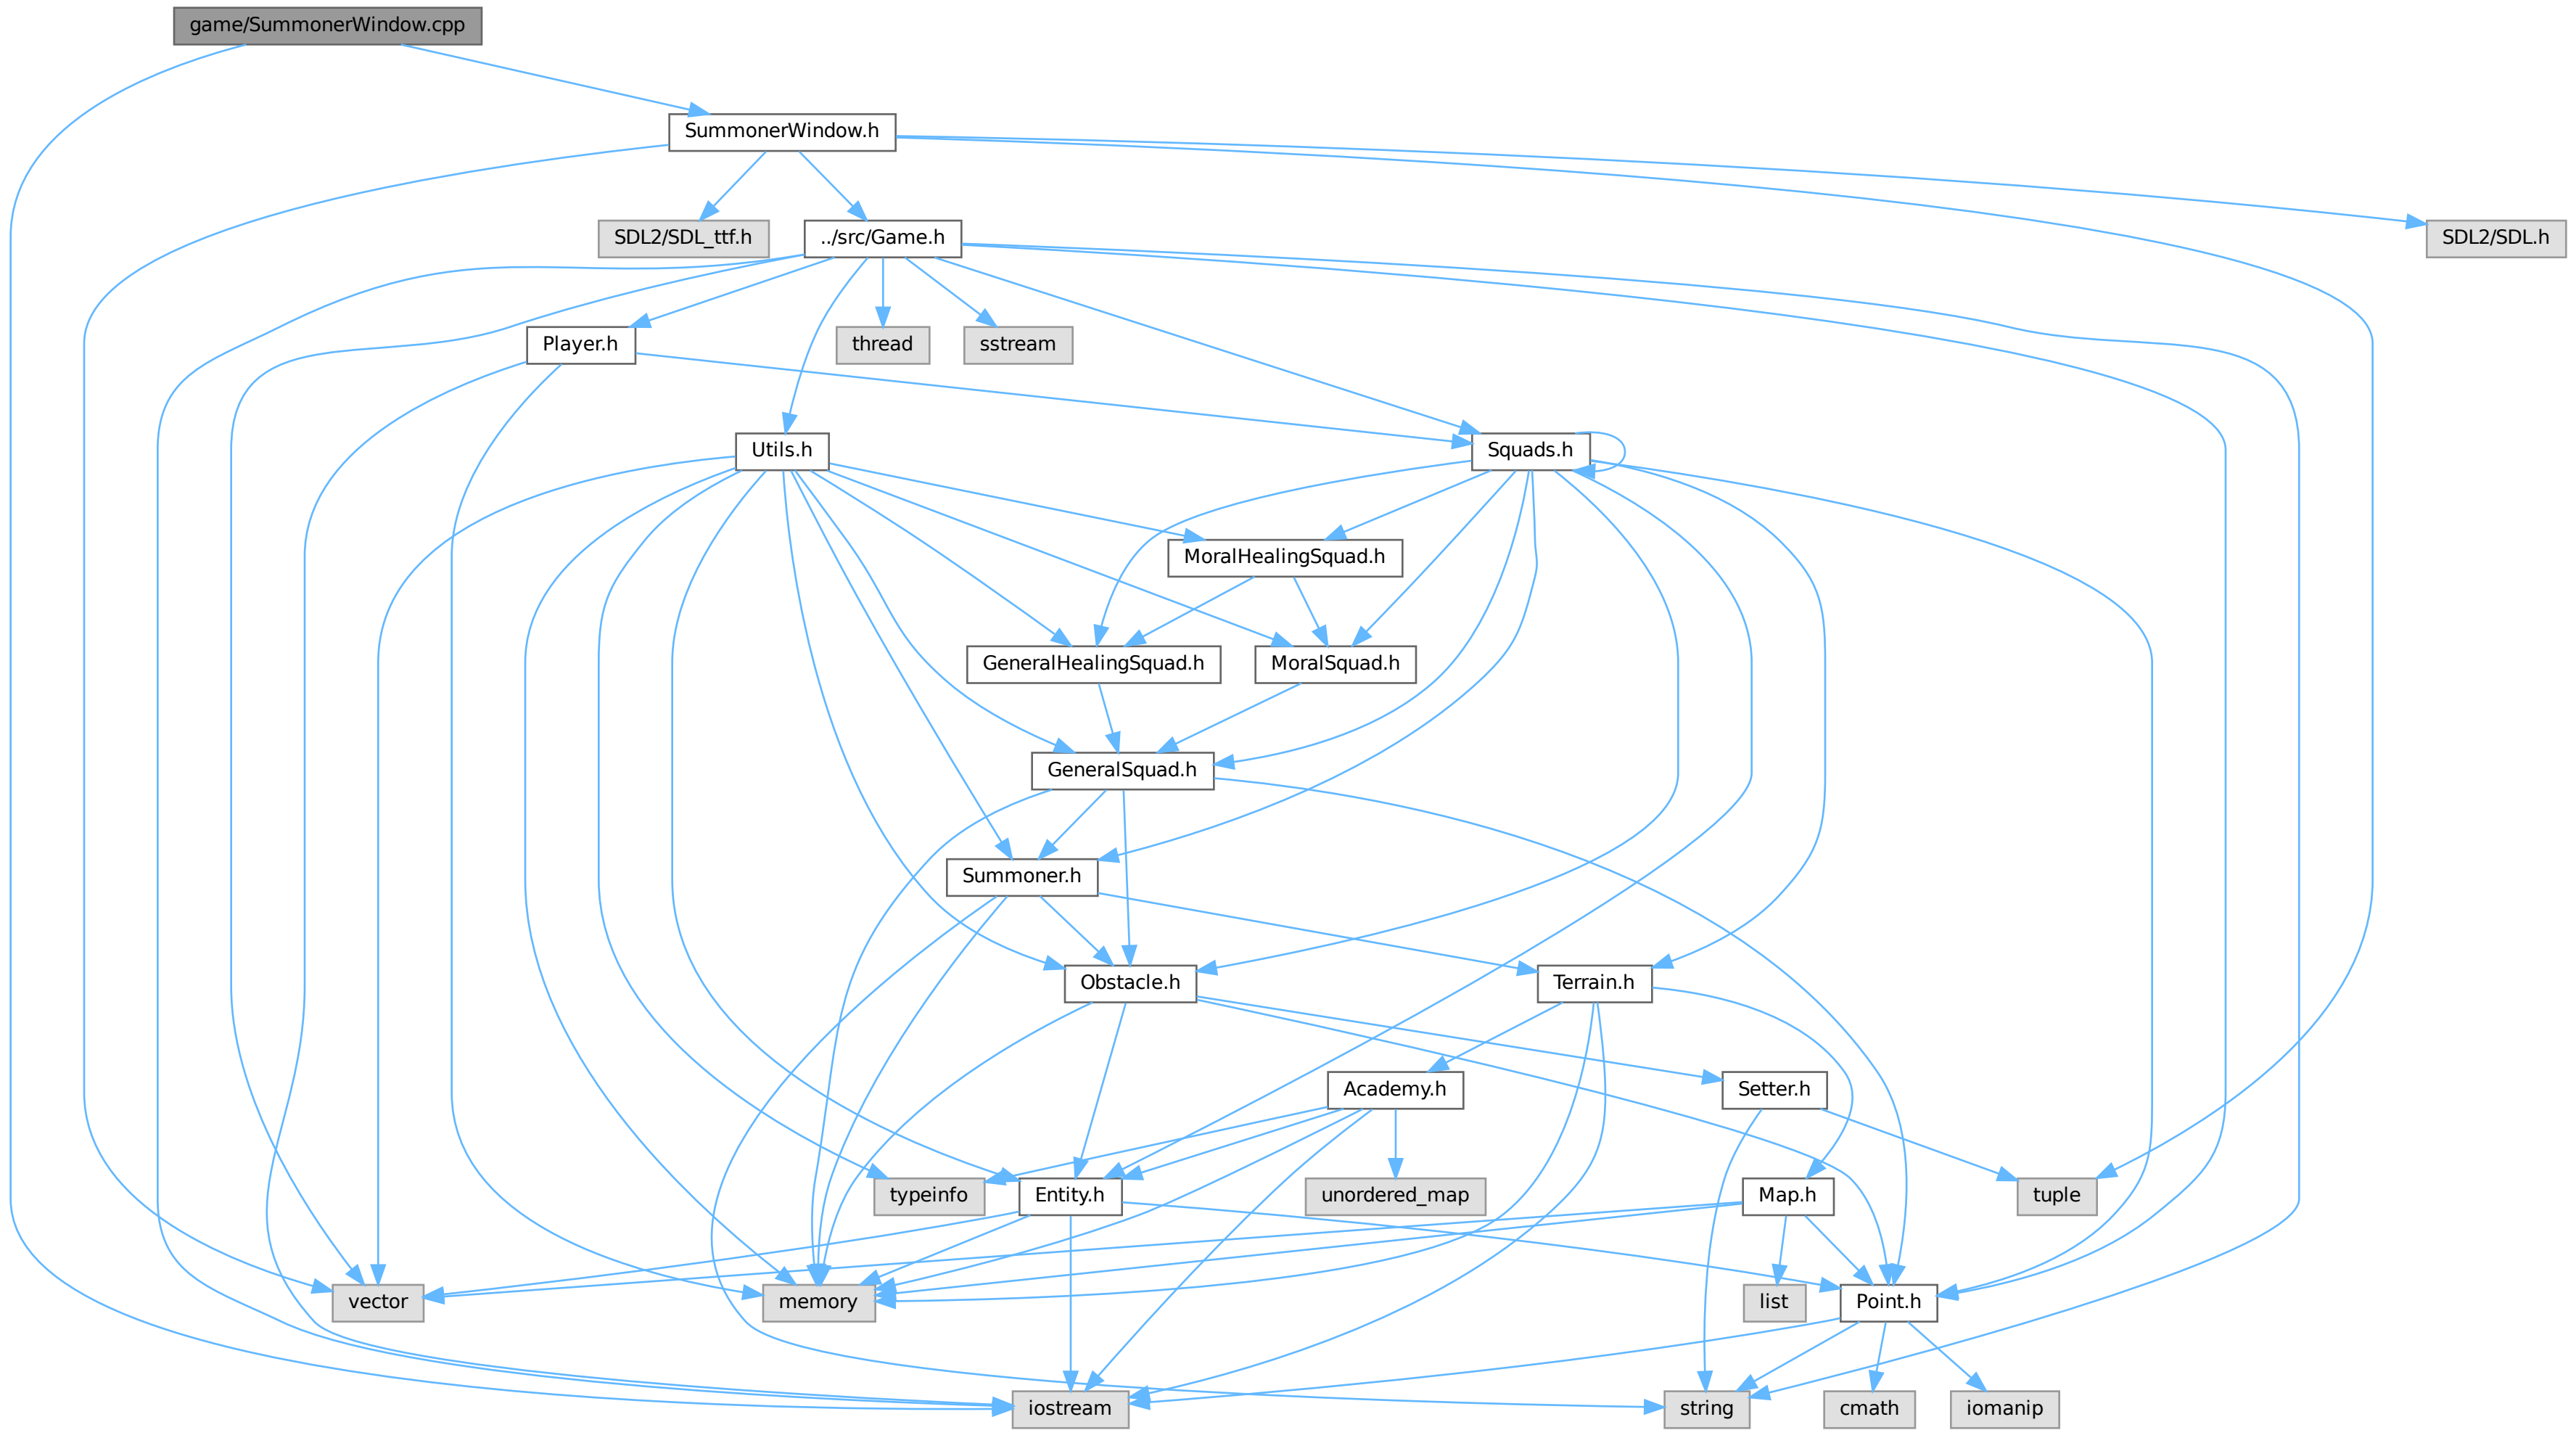 game/SummonerWindow.cpp
SummonerWindow.h
SDL2/SDL_ttf.h
../src/Game.h
SDL2/SDL.h
Player.h
thread
sstream
Utils.h
Squads.h
MoralHealingSquad.h
GeneralHealingSquad.h
MoralSquad.h
GeneralSquad.h
Summoner.h
Obstacle.h
Terrain.h
Academy.h
Setter.h
typeinfo
Entity.h
unordered_map
Map.h
tuple
vector
memory
list
Point.h
iostream
string
cmath
iomanip